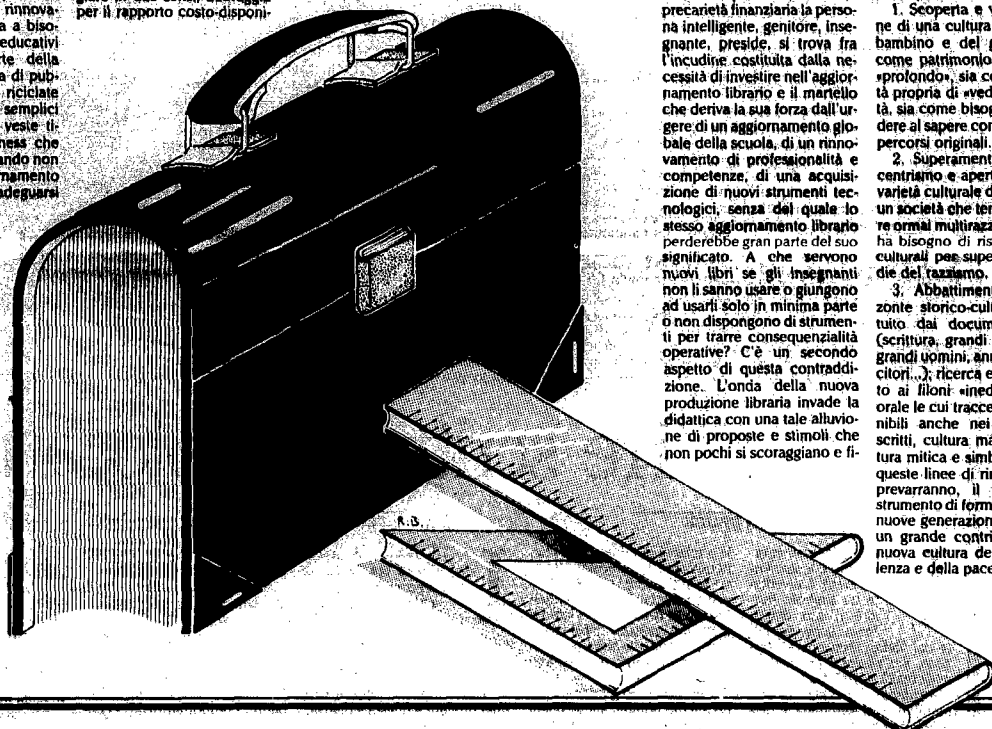 rinnova-
a a biso-
educativi
rte della
a di pub-
riciclate
semplici
veste ti-
ness che
ando non
rnamento
adeguarsi
per il rapporto costo-disponi-
precarietà finanziaria la perso-
na intelligente, genitore, inse-
gnante, preside, si trova fra
l'incudine costituita dalla ne-
cessità di investire nell'aggior-
namento librario e il martello
che deriva la sua forza dall'ur-
gere di un aggiornamento glo-
bale della scuola, di un rinno-
vamento di professionalità e
competenze, di una acquisi-
zione di nuovi strumenti tec-
nologici, senza del quale lo
stesso aggiornamento librario
perderebbe gran parte del suo
significato. A che servono
nuovi libri se gli insegnanti
non li sanno usare o giungono
ad usarli solo in minima parte
o non dispongono di strumen-
ti per trarre consequenzialità
operative? C'è un secondo
aspetto di questa contraddi-
zione. L'onda della nuova
produzione libraria invade la
didattica con una tale alluvio-
ne di proposte e stimoli che
non pochi si scoraggiano e fi-
1. Scoperta e v
ne di una cultura
bambino e del g
come patrimonio
«profondo», sia co
tà propria di «ved
tà, sia come bisog
dere al sapere con
percorsi originali.
2. Superament
centrismo e apert
varietà culturale d
un società che ten
re ormai multirazz
ha bisogno di ris
culturali per supe
die del razzismo.
3. Abbattiment
zonte storico-cult
tuito dai docum
(scrittura, grandi
grandi uomini, ann
citori...); ricerca e
to ai filoni «ined
orale le cui tracce
nibili anche nei
scritti, cultura ma
tura mitica e simb
queste linee di rin
prevarranno, il
strumento di form
nuove generazion
un grande contri
nuova cultura de
lenza e della pace
R.B.